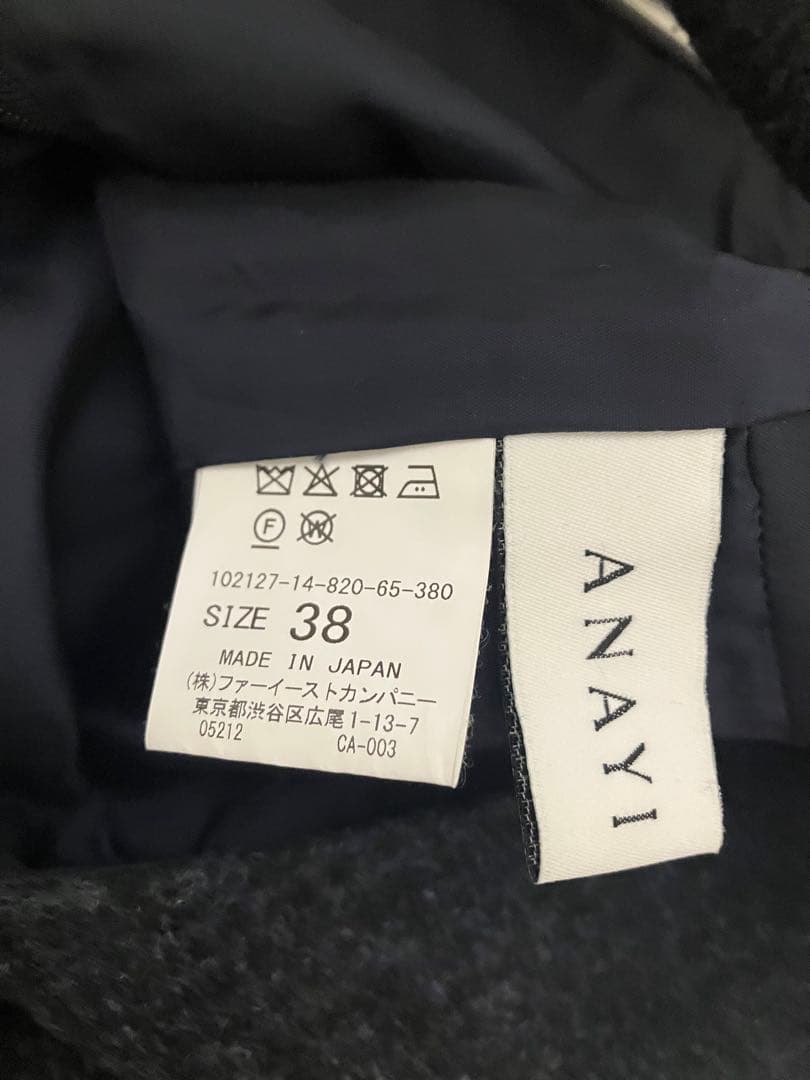 F
W
102127-14-820-65-380
SIZE 38
MADE IN JAPAN
(株)ファーイーストカンパニー
東京都渋谷区広尾1-13-7
05212 CA-003
ANAYI